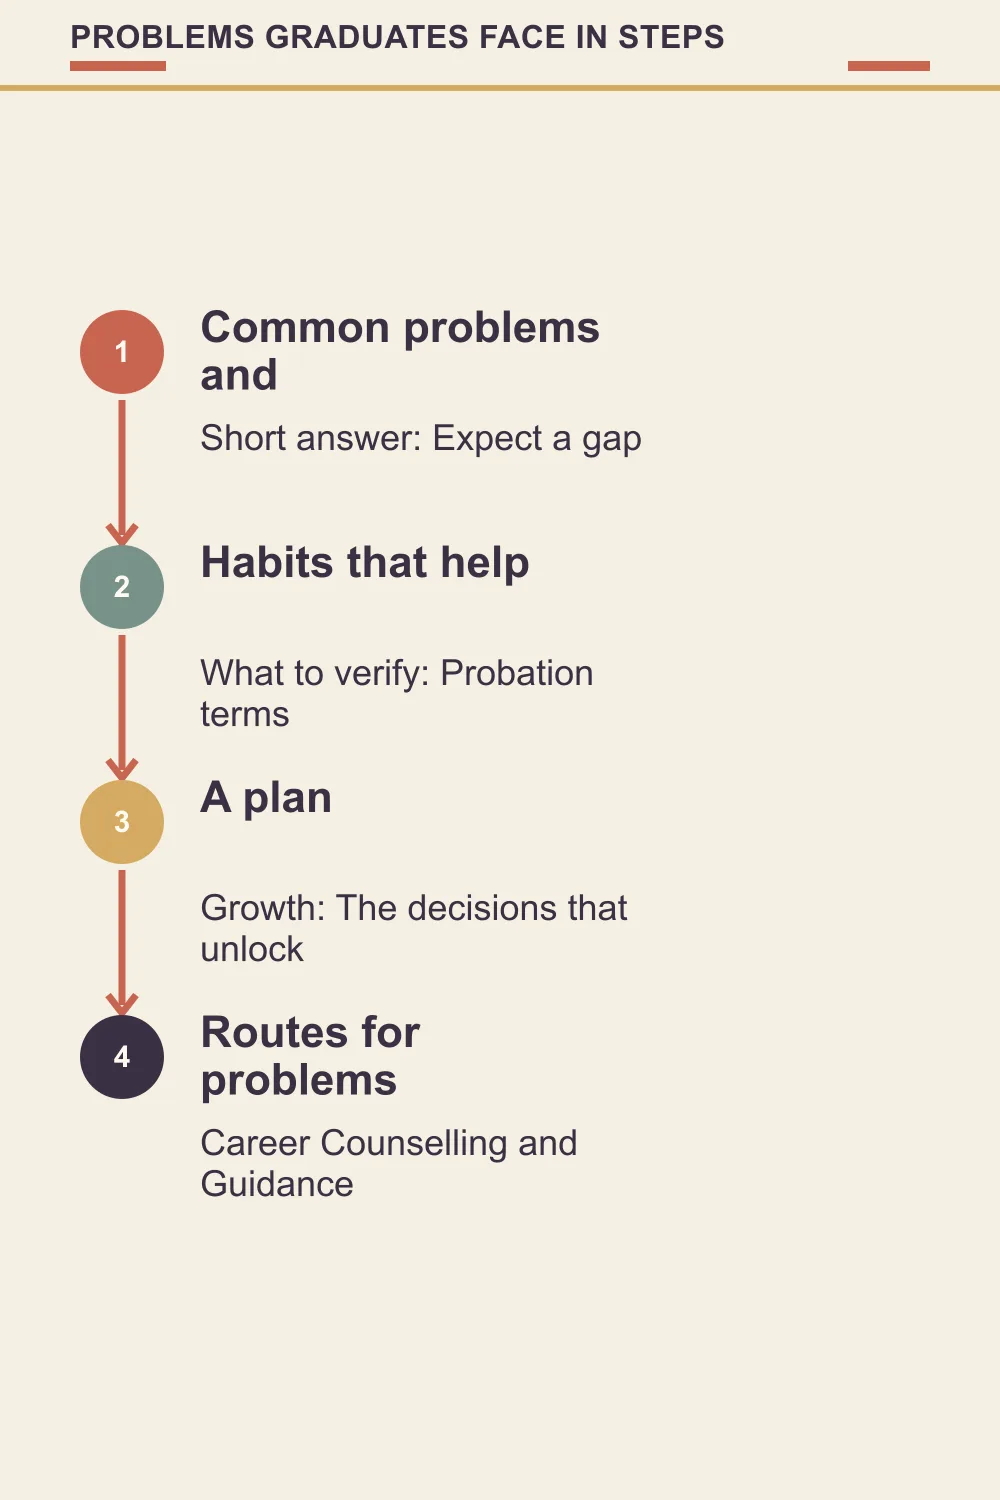 PROBLEMS GRADUATES FACE IN STEPS
1
Common problems
and
Short answer: Expect a gap
2
Habits that help
What to verify: Probation
terms
3
A plan
Growth: The decisions that
unlock
4
Routes for
problems
Career Counselling and
Guidance